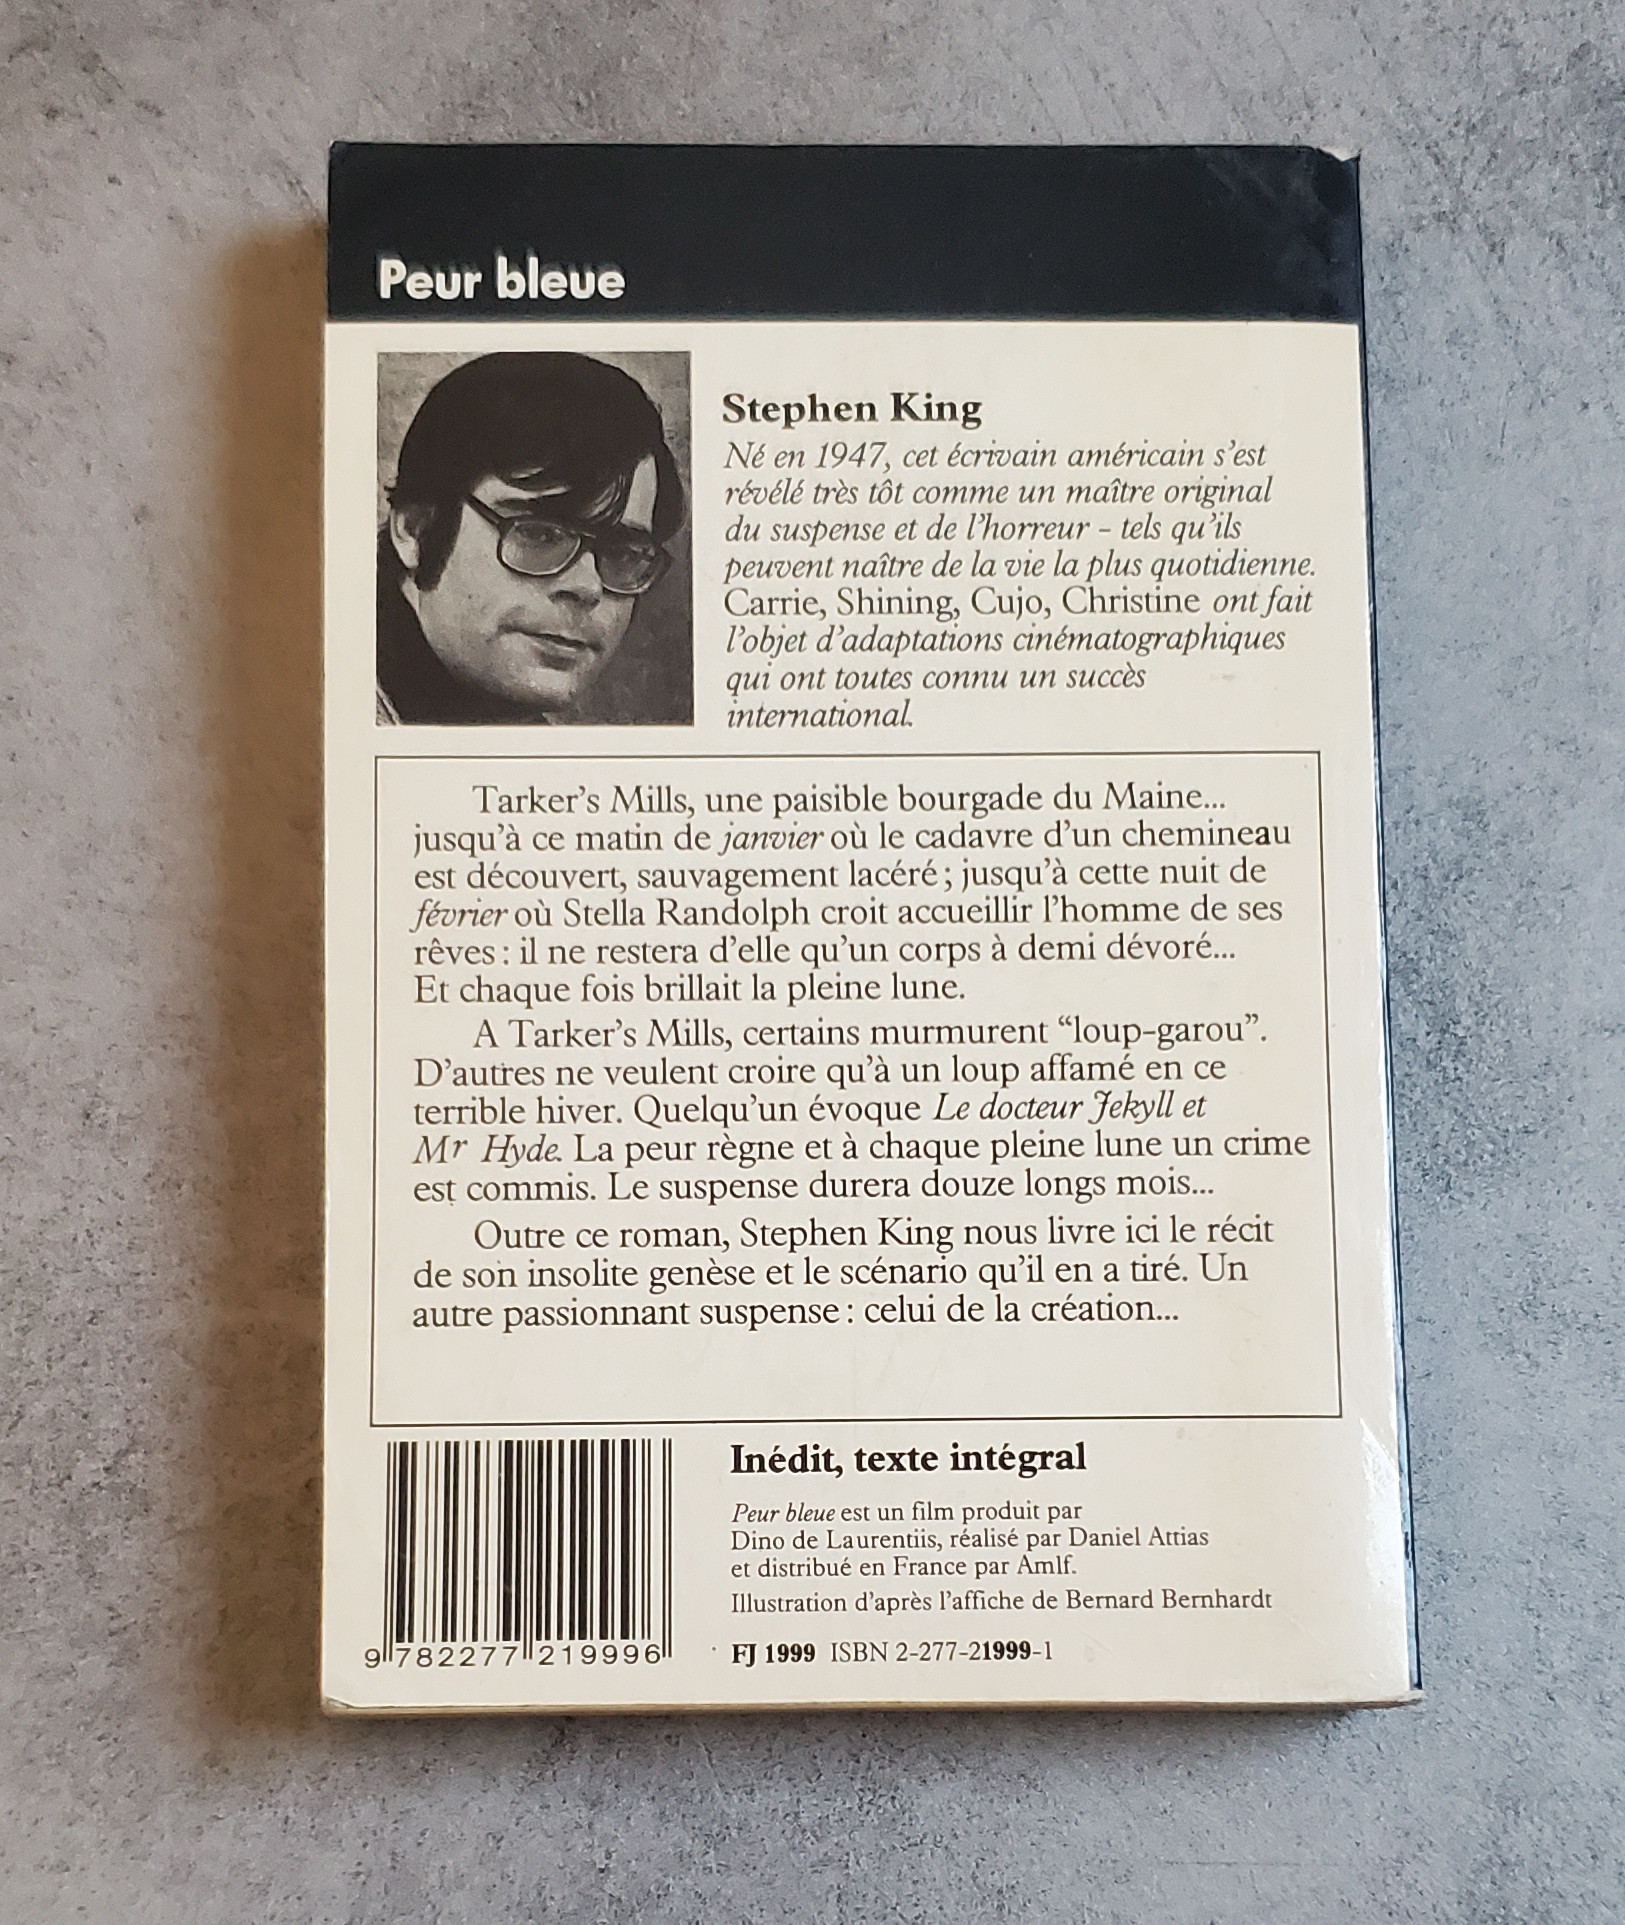 Peur bleue
Stephen King
Né en 1947, cet écrivain américain s'est
révélé très tôt comme un maître original
du suspense et de l'horreur – tels qu'ils
peuvent naître de la vie la plus quotidienne.
Carrie, Shining, Cujo, Christine ont fait
l'objet d'adaptations cinématographiques
qui ont toutes connu un succès
international.
Tarker's Mills, une paisible bourgade du Maine...
jusqu'à ce matin de janvier où le cadavre d'un chemineau
est découvert, sauvagement lacéré ; jusqu'à cette nuit de
février où Stella Randolph croit accueillir l'homme de ses
rêves : il ne restera d'elle qu'un corps à demi dévoré...
Et chaque fois brillait la pleine lune.
A Tarker's Mills, certains murmurent “loup-garou”.
D'autres ne veulent croire qu'à un loup affamé en ce
terrible hiver. Quelqu'un évoque Le docteur Jekyll et
Mr Hyde. La peur règne et à chaque pleine lune un crime
est commis. Le suspense durera douze longs mois...
Outre ce roman, Stephen King nous livre ici le récit
de son insolite genèse et le scénario qu'il en a tiré. Un
autre passionnant suspense : celui de la création...
Inédit, texte intégral
Peur bleue est un film produit par
Dino de Laurentiis, réalisé par Daniel Attias
et distribué en France par Amlf.
Illustration d'après l'affiche de Bernard Bernhardt
FJ 1999 ISBN 2-277-21999-1
9 782277 219996